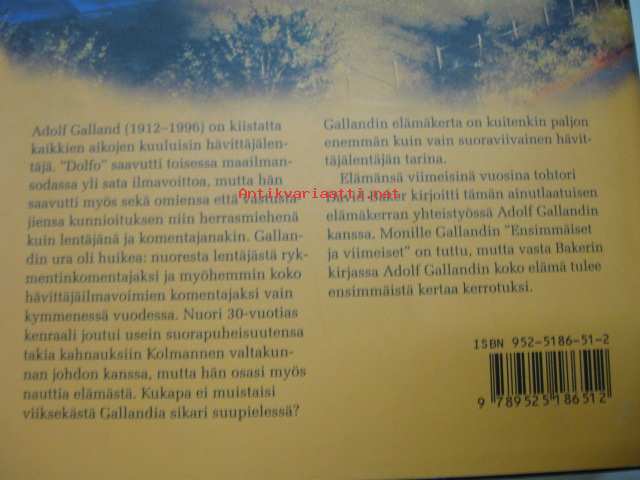 Adolf Galland (1912–1996) on kiistatta
kaikkien aikojen kuuluisin hävittäjälen-
täjä. "Dolfo" saavutti toisessa maailman-
sodassa yli sata ilmavoittoa, mutta hän
saavutti myös sekä omiensa että vastusta-
jiensa kunnioituksen niin herrasmiehenä
kuin lentäjänä ja komentajanakin. Gallan-
din ura oli huikea: nuoresta lentäjästä ryk-
mentinkomentajaksi ja myöhemmin koko
hävittäjäilmavoimien komentajaksi vain
kymmenessä vuodessa. Nuori 30-vuotias
kenraali joutui usein suorapuheisuutensa
takia kahnauksiin Kolmannen valtakun-
nan johdon kanssa, mutta hän osasi myös
nauttia elämästä. Kukapa ei muistaisi
viiksekästä Gallandia sikari suupielessä?
Gallandin elämäkerta on kuitenkin paljon
enemmän kuin vain suoraviivainen hävit-
täjälentäjän tarina.
Elämänsä viimeisinä vuosina tohtori
David Baker kirjoitti tämän ainutlaatuisen
elämäkerran yhteistyössä Adolf Gallandin
kanssa. Monille Gallandin "Ensimmäiset
ja viimeiset" on tuttu, mutta vasta Bakerin
kirjassa Adolf Gallandin koko elämä tulee
ensimmäistä kertaa kerrotuksi.
Antikvariaatti.net
ISBN 952-5186-51-2
9 789525 186512